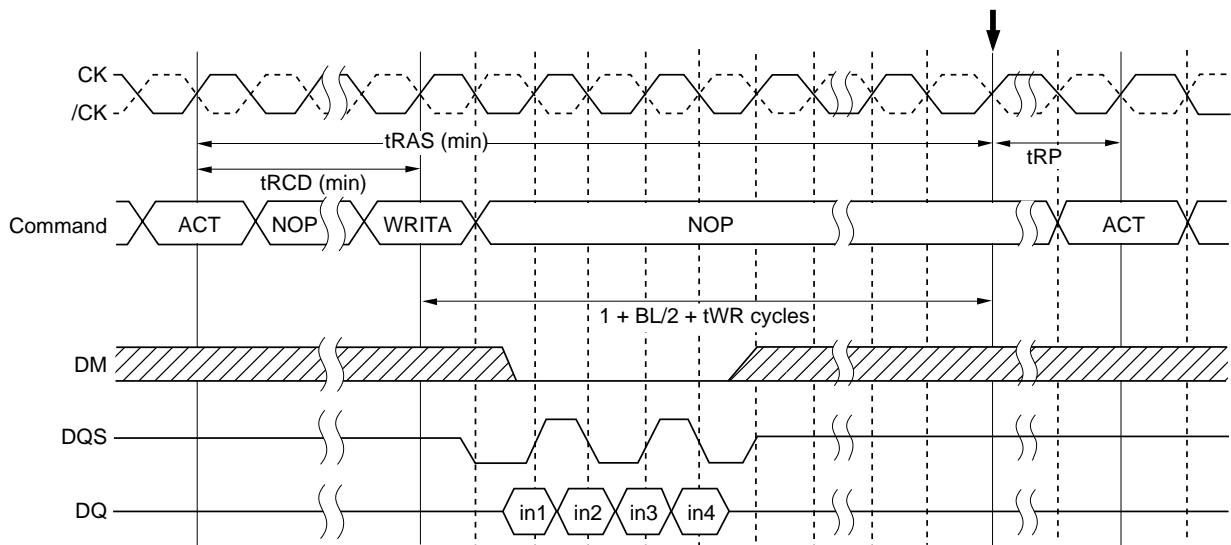 CK
/CK
tRAS (min)
tRP
tRCD (min)
Command ACT NOP WRITA NOP ACT
1 + BL/2 + tWR cycles
DM
DQS
DQ in1 in2 in3 in4